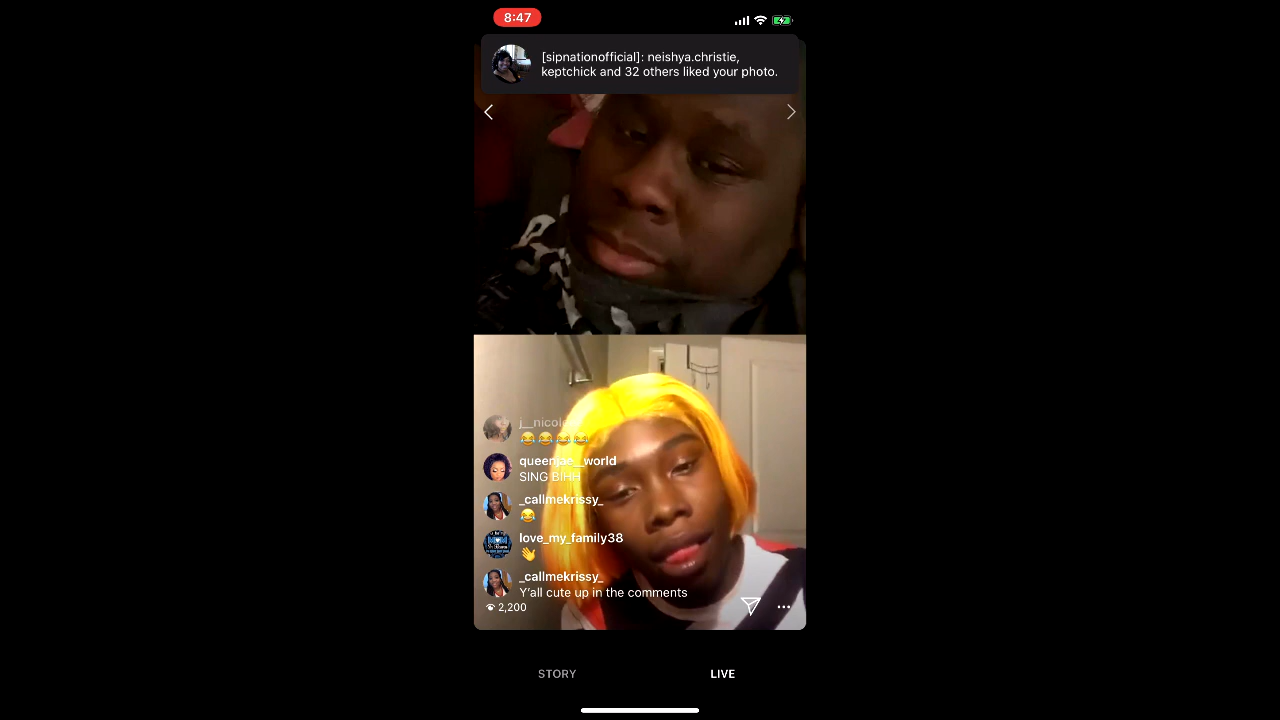 8:47
[sipnationofficial]: neishya.christie,
keptchick and 32 others liked your photo.
😂😂😂😂
SING BIHH
_callmekrissy_
😂
love_my_family38
👋
_callmekrissy_
Y'all cute up in the comments
2,200
STORY
LIVE